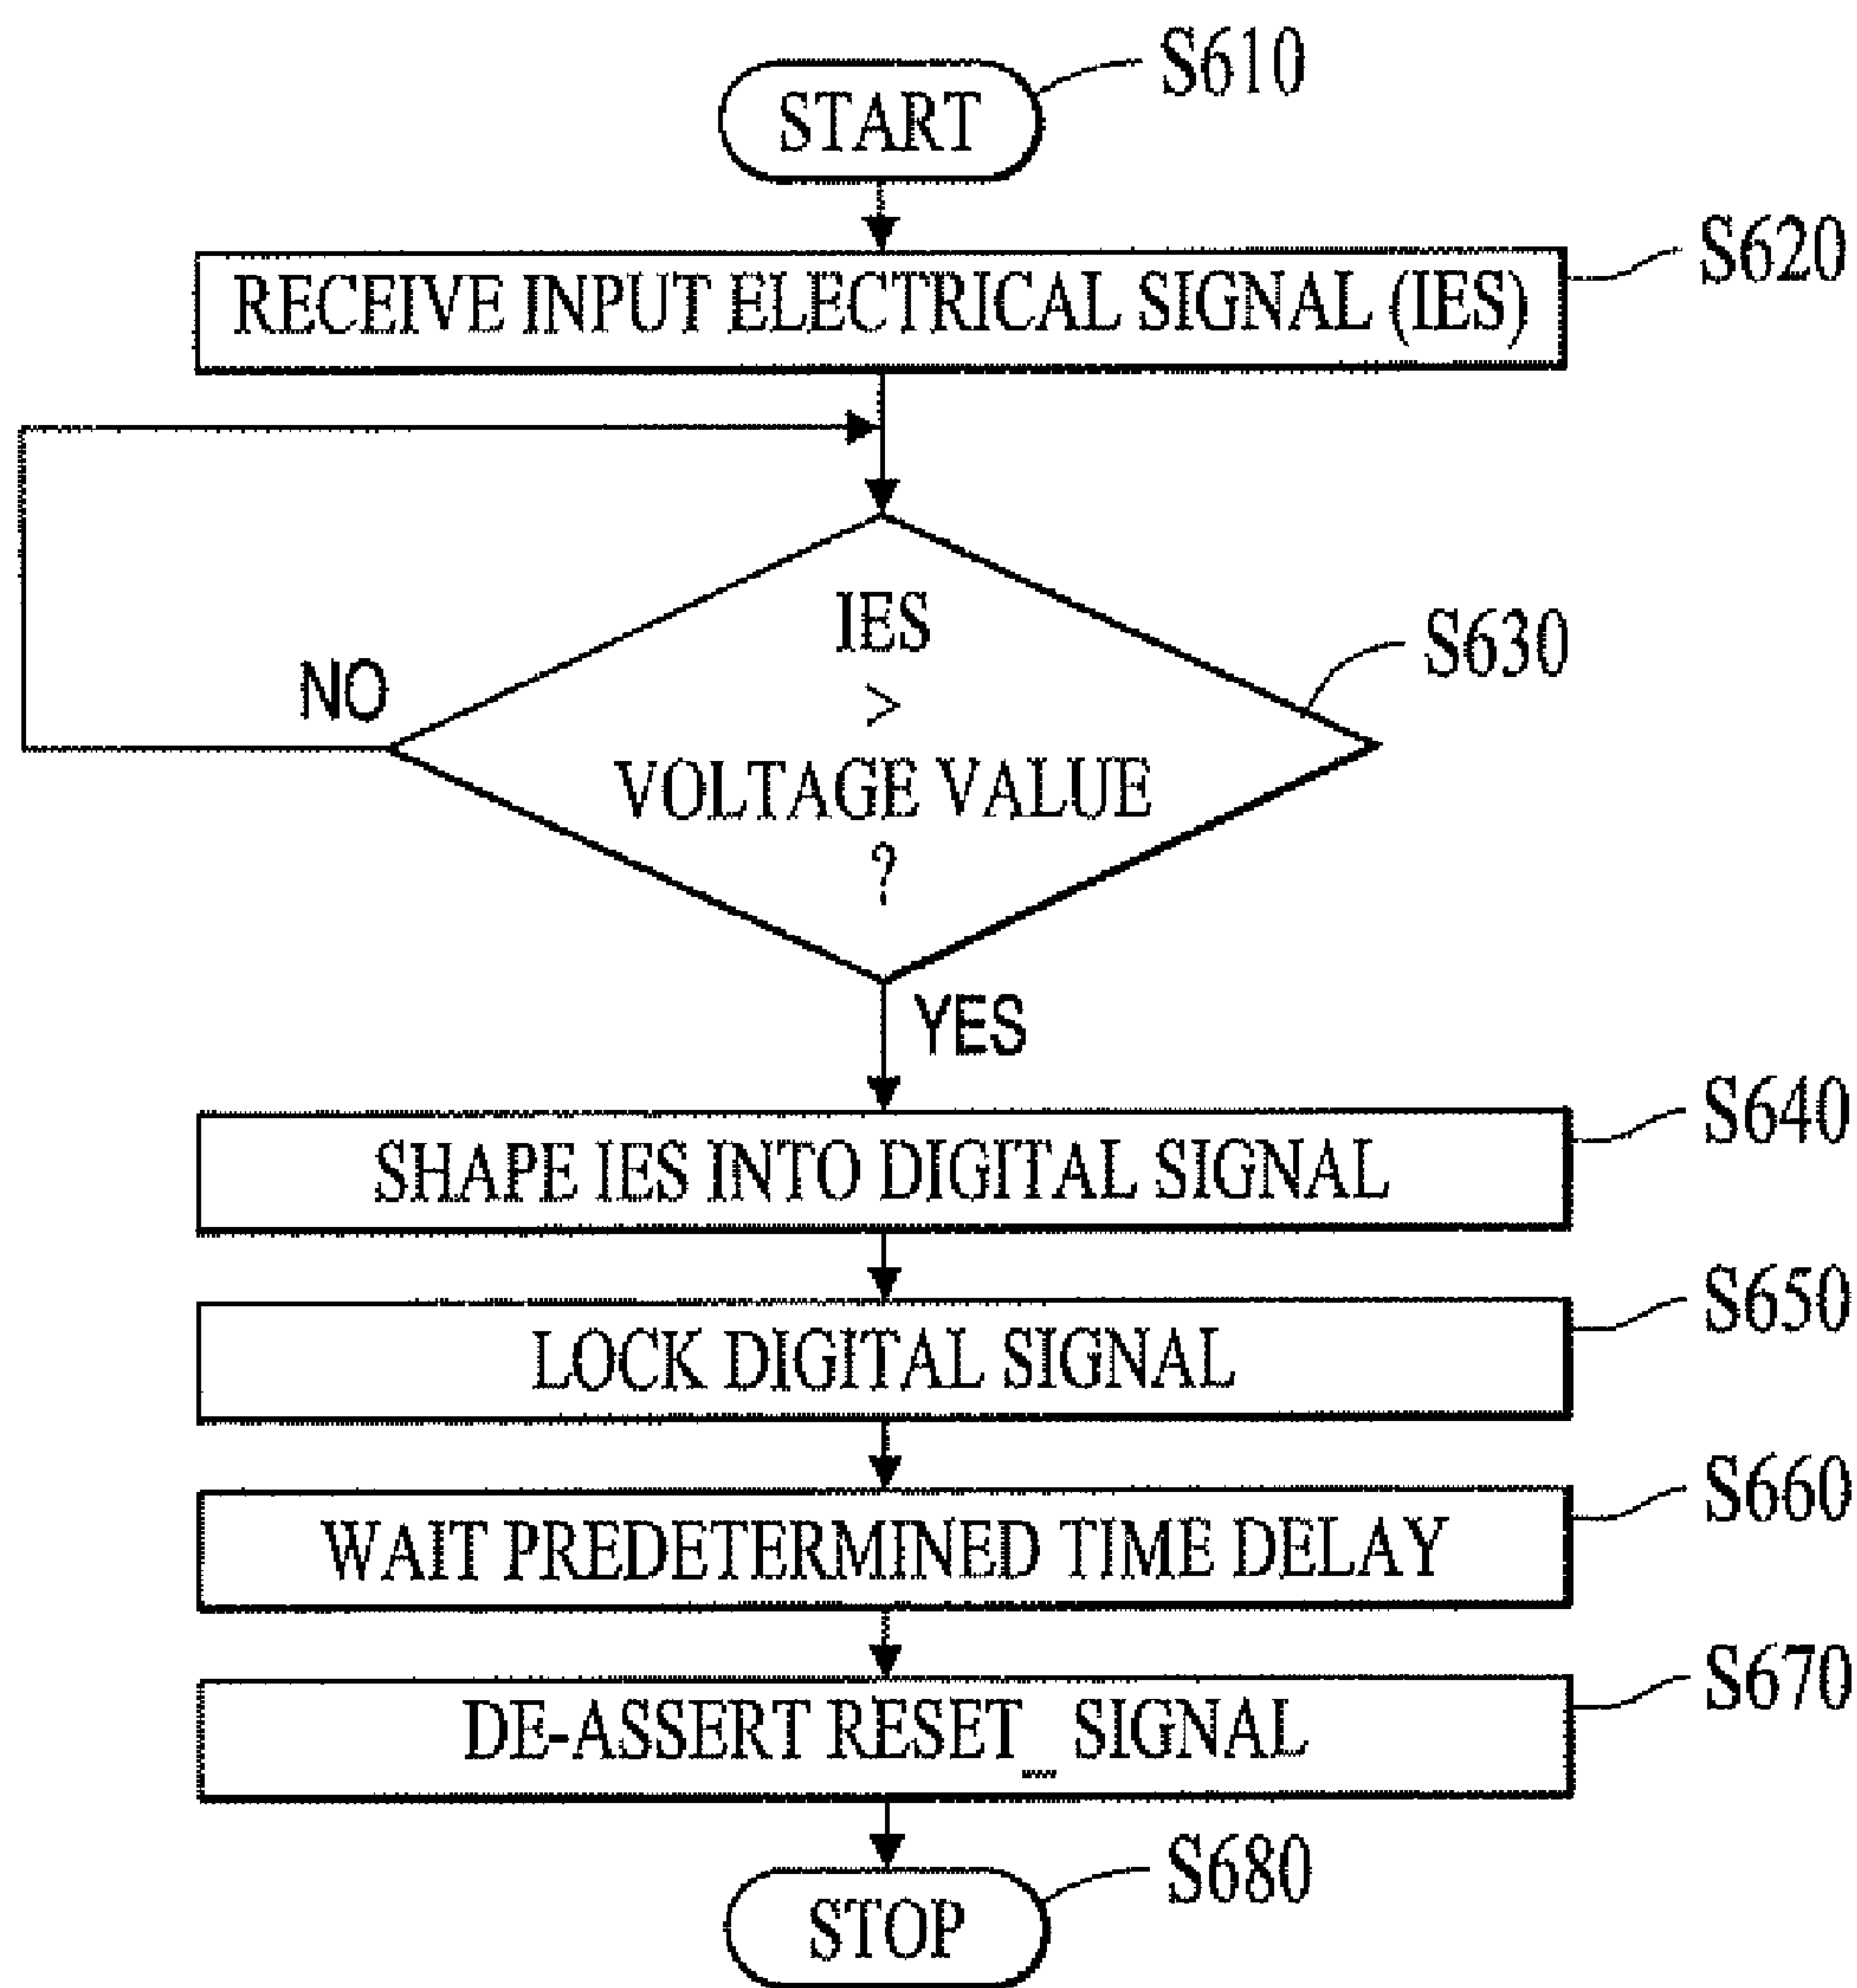 START
S610
RECEIVE INPUT ELECTRICAL SIGNAL (IES)
S620
IES
>
VOLTAGE VALUE
?
S630
NO
YES
SHAPE IES INTO DIGITAL SIGNAL
S640
LOCK DIGITAL SIGNAL
S650
WAIT PREDETERMINED TIME DELAY
S660
DE-ASSERT RESET_ SIGNAL
S670
STOP
S680